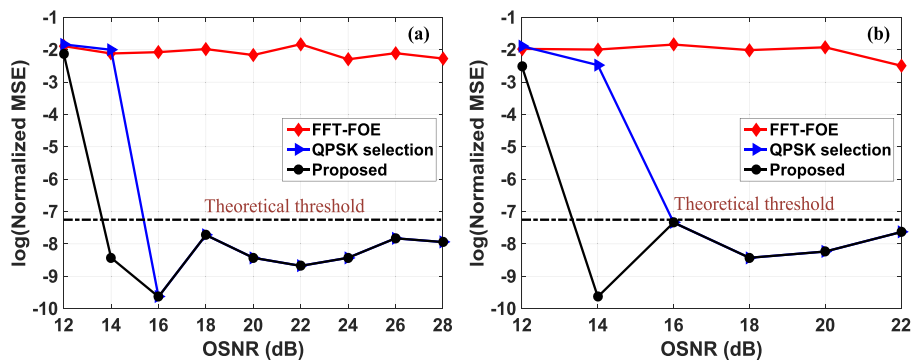 (a)
log(Normalized MSE)
-1
-2
-3
-4
-5
-6
-7
-8
-9
-10
FFT-FOE
QPSK selection
Proposed
Theoretical threshold
12 14 16 18 20 22 24 26 28
OSNR (dB)
(b)
log(Normalized MSE)
-1
-2
-3
-4
-5
-6
-7
-8
-9
-10
FFT-FOE
QPSK selection
Proposed
Theoretical threshold
12 14 16 18 20 22
OSNR (dB)